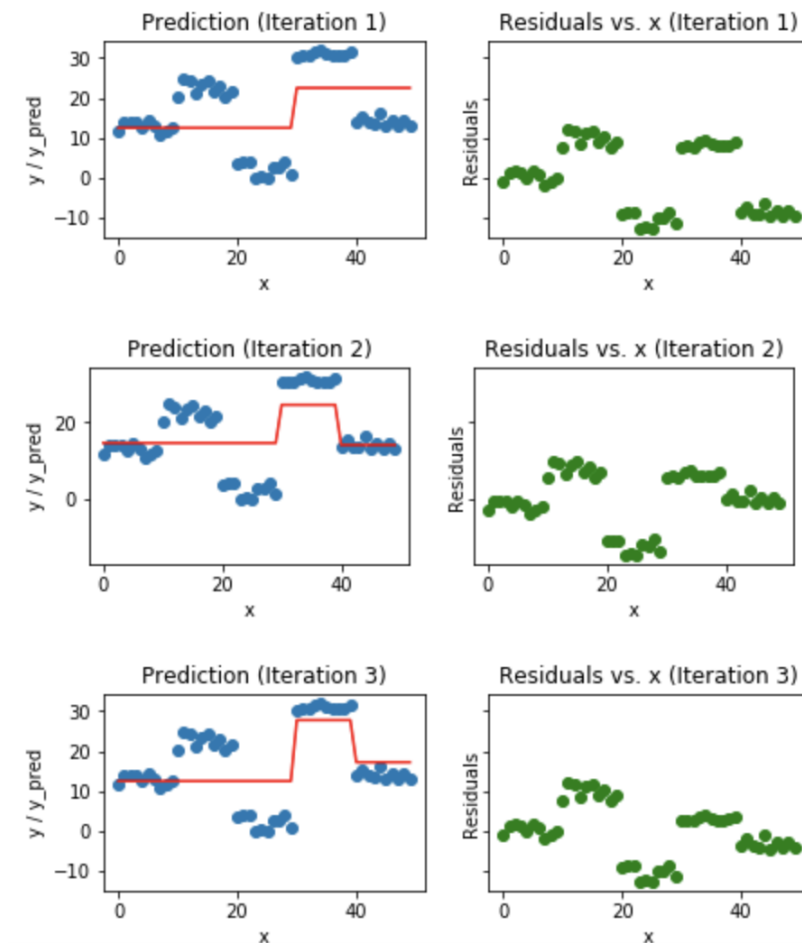 Prediction (Iteration 1)
Residuals vs. x (Iteration 1)
y / y_pred
30
20
10
0
−10
0 20 40
x
Residuals
20 40
0
x
Prediction (Iteration 2)
Residuals vs. x (Iteration 2)
y / y_pred
20
0
0 20 40
x
Residuals
0 20 40
x
Prediction (Iteration 3)
Residuals vs. x (Iteration 3)
y / y_pred
30
20
10
0
−10
0 20 40
x
Residuals
0 20 40
x